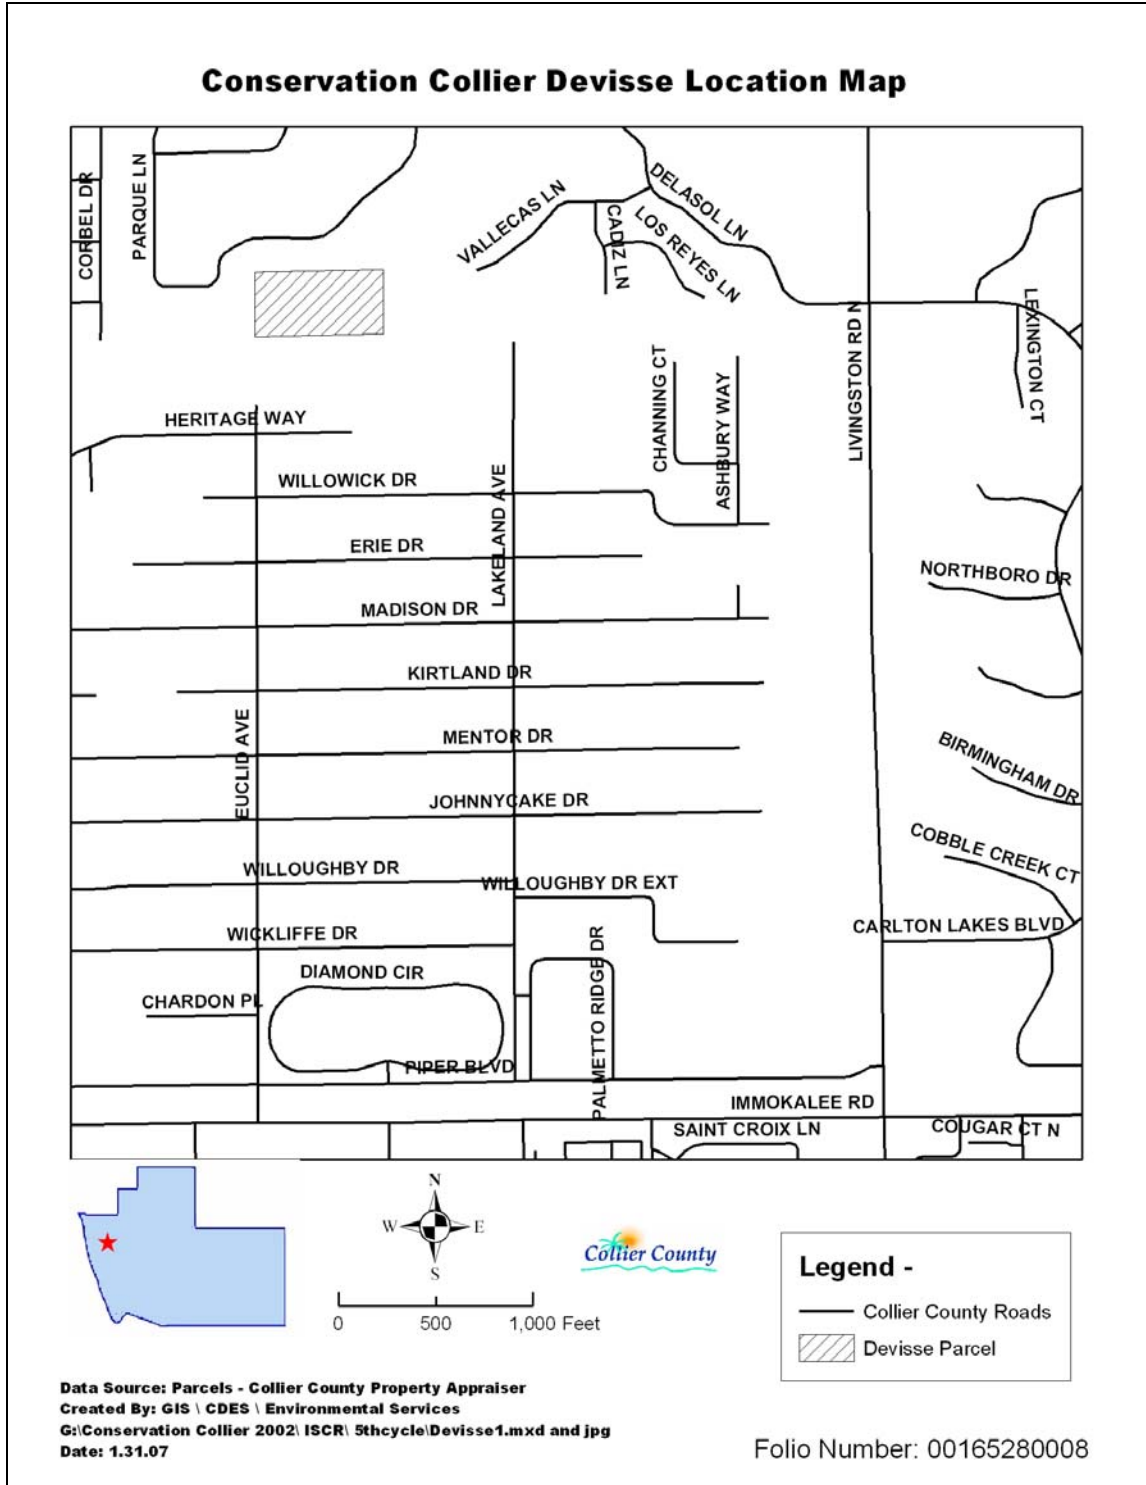 Conservation Collier Devisse Location Map
CORBEL DR
PARQUE LN
VALLECAS LN
DELASOL LN
CADIZ LN
LOS REYES LN
LIVINGSTON RD N
LEXINGTON CT
CHANNING CT
ASHBURY WAY
HERITAGE WAY
WILLOWICK DR
LAKELAND AVE
ERIE DR
NORTHBORO DR
MADISON DR
KIRTLAND DR
EUCLID AVE
MENTOR DR
BIRMINGHAM DR
JOHNNYCAKE DR
COBBLE CREEK CT
WILLOUGHBY DR
WILLOUGHBY DR EXT
CARLTON LAKES BLVD
WICKLIFFE DR
PALMETTO RIDGE DR
DIAMOND CIR
CHARDON PL
PIPER BLVD
IMMOKALEE RD
SAINT CROIX LN
COUGAR CT N
N
W E
S
0 500 1,000 Feet
Collier County
Legend -
Collier County Roads
Devisse Parcel
Data Source: Parcels - Collier County Property Appraiser
Created By: GIS \ CDES \ Environmental Services
G:\Conservation Collier 2002\ ISCR\ 5thcycle\Devisse1.mxd and jpg
Date: 1.31.07
Folio Number: 00165280008